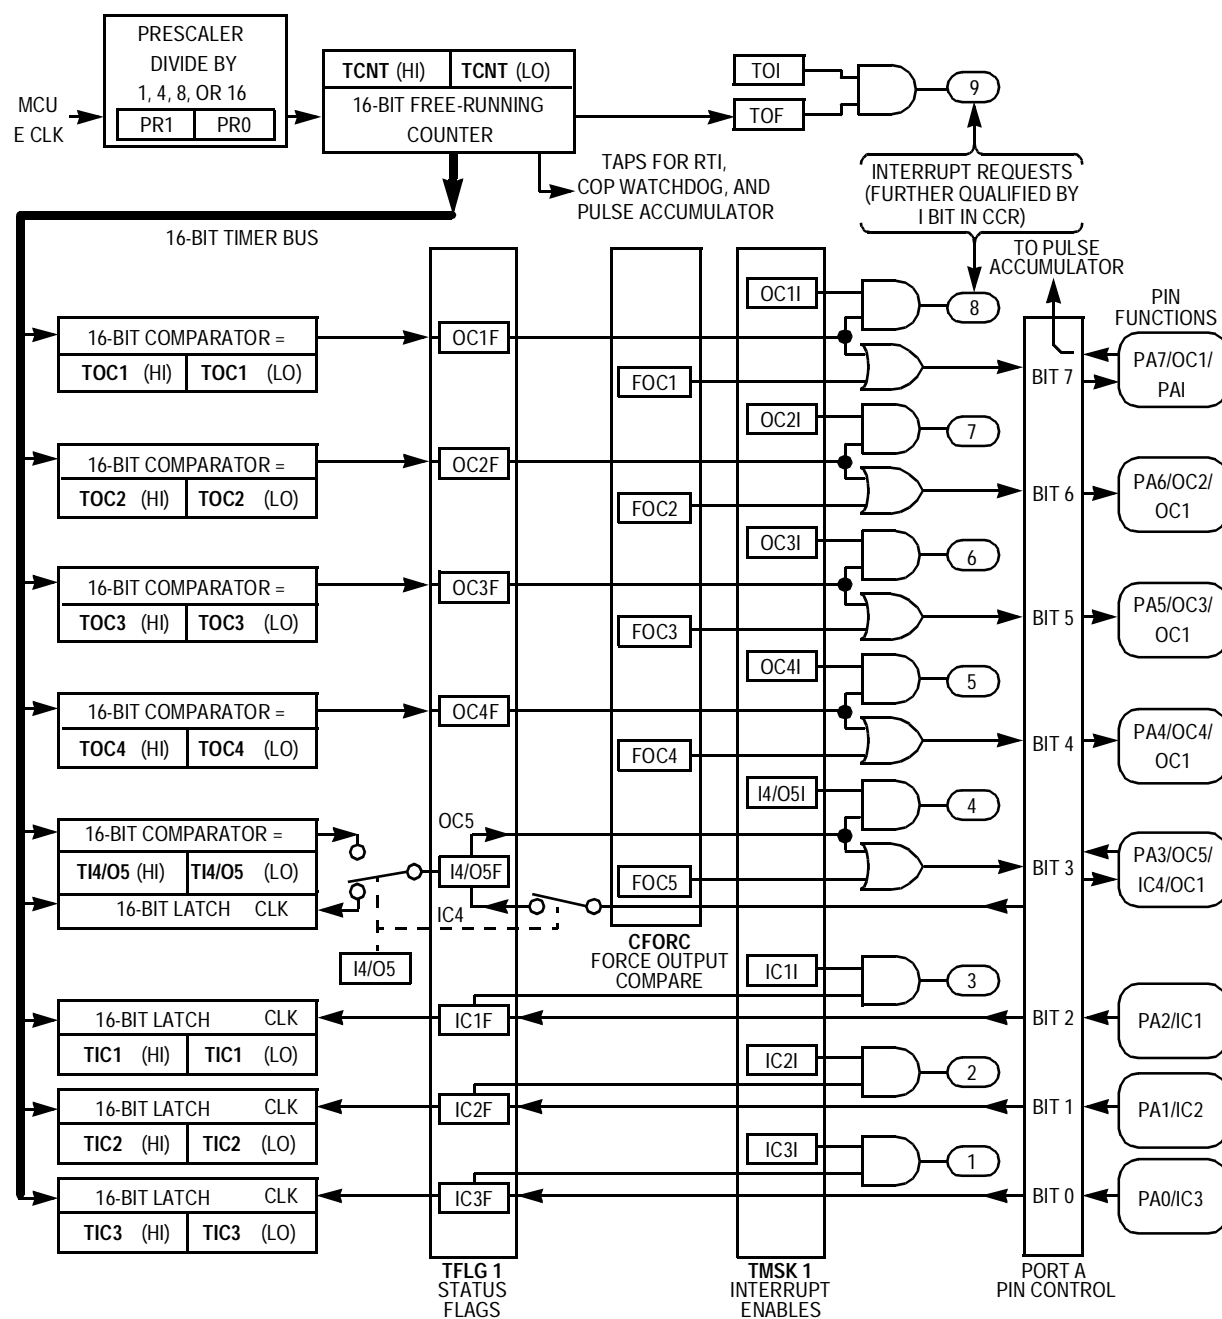 PRESCALER
DIVIDE BY
1, 4, 8, OR 16
PR1 PR0
MCU
E CLK
TCNT (HI) TCNT (LO)
16-BIT FREE-RUNNING
COUNTER
TOI
TOF
9
TAPS FOR RTI,
COP WATCHDOG, AND
PULSE ACCUMULATOR
INTERRUPT REQUESTS
(FURTHER QUALIFIED BY
I BIT IN CCR)
16-BIT TIMER BUS
TO PULSE
ACCUMULATOR
PIN
FUNCTIONS
OC1I
8
16-BIT COMPARATOR =
TOC1 (HI) TOC1 (LO)
OC1F
FOC1
BIT 7
PA7/OC1/
PAI
OC2I
7
16-BIT COMPARATOR =
TOC2 (HI) TOC2 (LO)
OC2F
FOC2
BIT 6
PA6/OC2/
OC1
OC3I
6
16-BIT COMPARATOR =
TOC3 (HI) TOC3 (LO)
OC3F
FOC3
BIT 5
PA5/OC3/
OC1
OC4I
5
16-BIT COMPARATOR =
TOC4 (HI) TOC4 (LO)
OC4F
FOC4
BIT 4
PA4/OC4/
OC1
I4/O5I
4
16-BIT COMPARATOR =
TI4/O5 (HI) TI4/O5 (LO)
16-BIT LATCH CLK
OC5
I4/O5F
IC4
FOC5
BIT 3
PA3/OC5/
IC4/OC1
I4/O5
CFORC
FORCE OUTPUT
COMPARE
IC1I
3
16-BIT LATCH CLK
TIC1 (HI) TIC1 (LO)
IC1F
BIT 2
PA2/IC1
IC2I
2
16-BIT LATCH CLK
TIC2 (HI) TIC2 (LO)
IC2F
BIT 1
PA1/IC2
IC3I
1
16-BIT LATCH CLK
TIC3 (HI) TIC3 (LO)
IC3F
BIT 0
PA0/IC3
TFLG 1
STATUS
FLAGS
TMSK 1
INTERRUPT
ENABLES
PORT A
PIN CONTROL